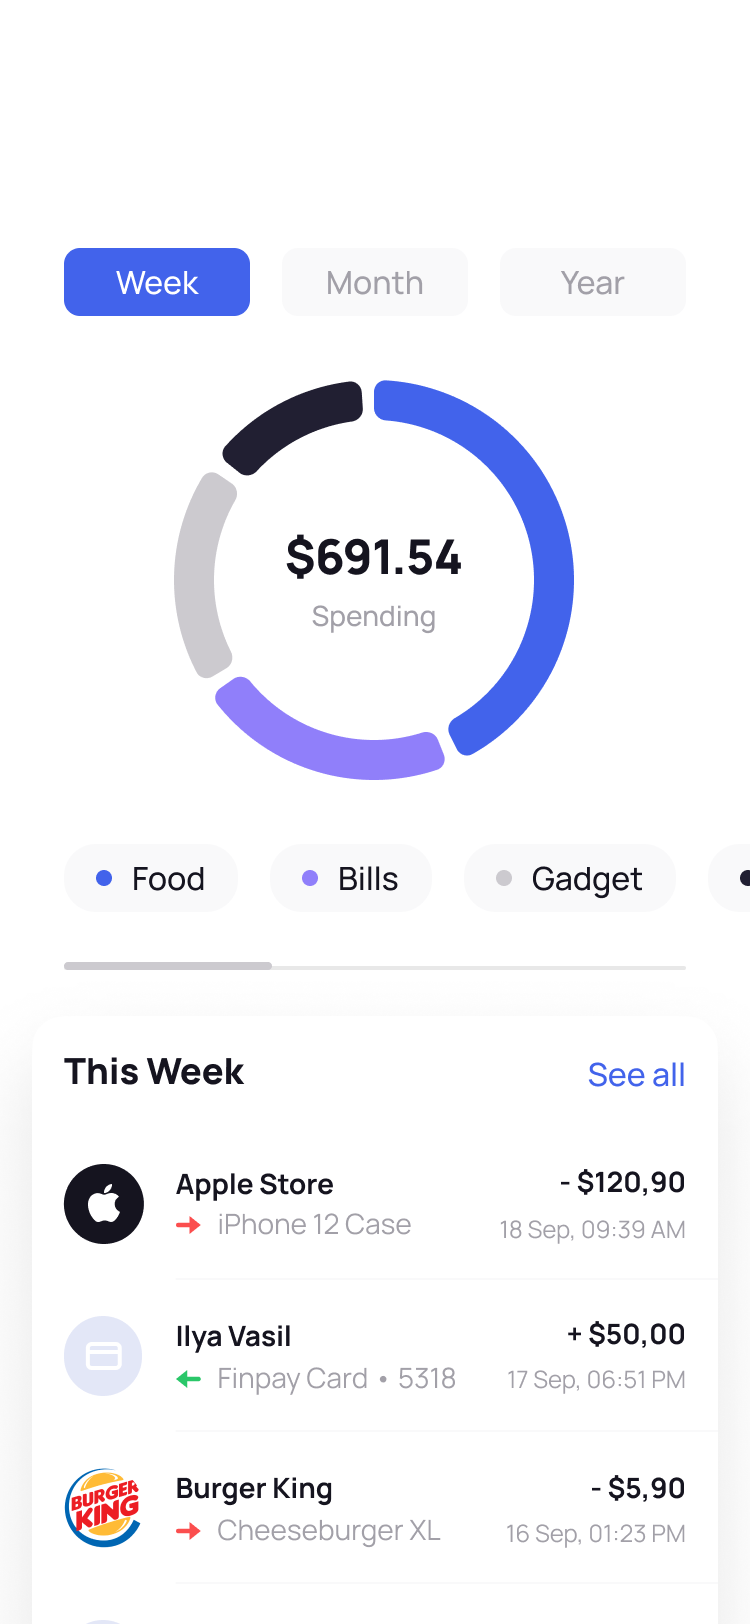 Week
Month
Year
$691.54
Spending
Food
Bills
Gadget
This Week
See all
Apple Store
- $120,90
iPhone 12 Case
18 Sep, 09:39 AM
Ilya Vasil
+ $50,00
Finpay Card • 5318
17 Sep, 06:51 PM
BURGER
KING
Burger King
- $5,90
Cheeseburger XL
16 Sep, 01:23 PM